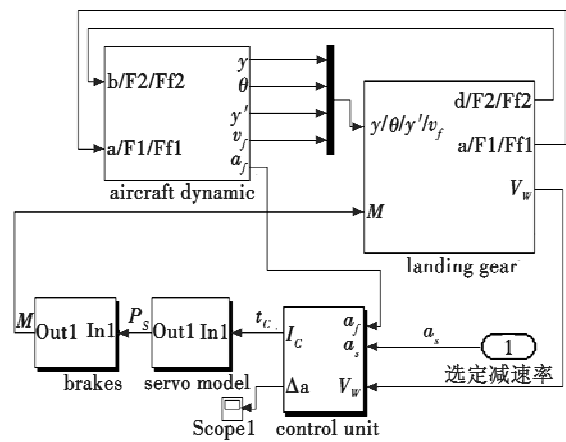 b/F2/Ff2
a/F1/Ff1
y
θ
y'
v_f
a_f
aircraft dynamic
y/θ/y'/v_f
M
d/F2/Ff2
a/F1/Ff1
V_w
landing gear
M
Out1 In1
brakes
P_S
Out1 In1
servo model
t_C
I_C
Δa
a_f
a_s
V_w
control unit
Scope1
a_s
1
选定减速率